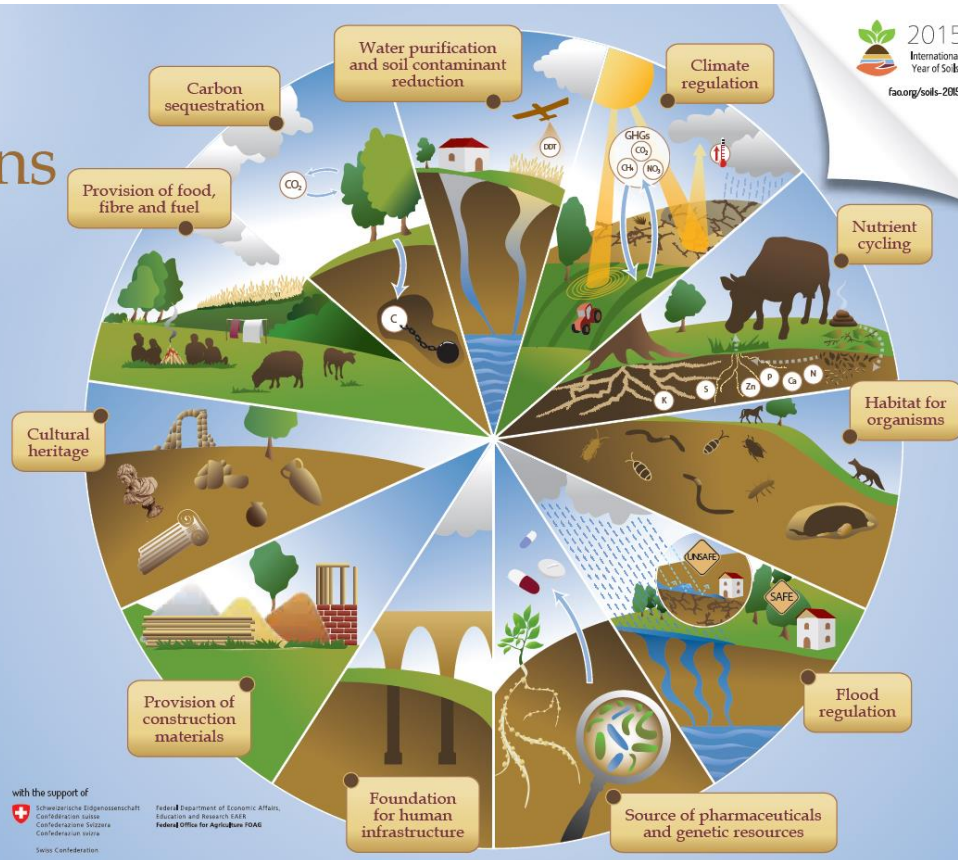 ns
2015
International
Year of Soils
fao.org/soils-2015
Water purification
and soil contaminant
reduction
Climate
regulation
Carbon
sequestration
Provision of food,
fibre and fuel
Nutrient
cycling
Habitat for
organisms
Cultural
heritage
Provision of
construction
materials
Foundation
for human
infrastructure
Source of pharmaceuticals
and genetic resources
Flood
regulation
CO₂
C
DDT
GHGs
CO₂
CH₄
NO₃
K
S
Zn
P
Ca
N
UNSAFE
SAFE
with the support of
Schweizerische Eidgenossenschaft
Confédération suisse
Confederazione Svizzera
Confederaziun svizra
Swiss Confederation
Federal Department of Economic Affairs,
Education and Research EAER
Federal Office for Agriculture FOAG